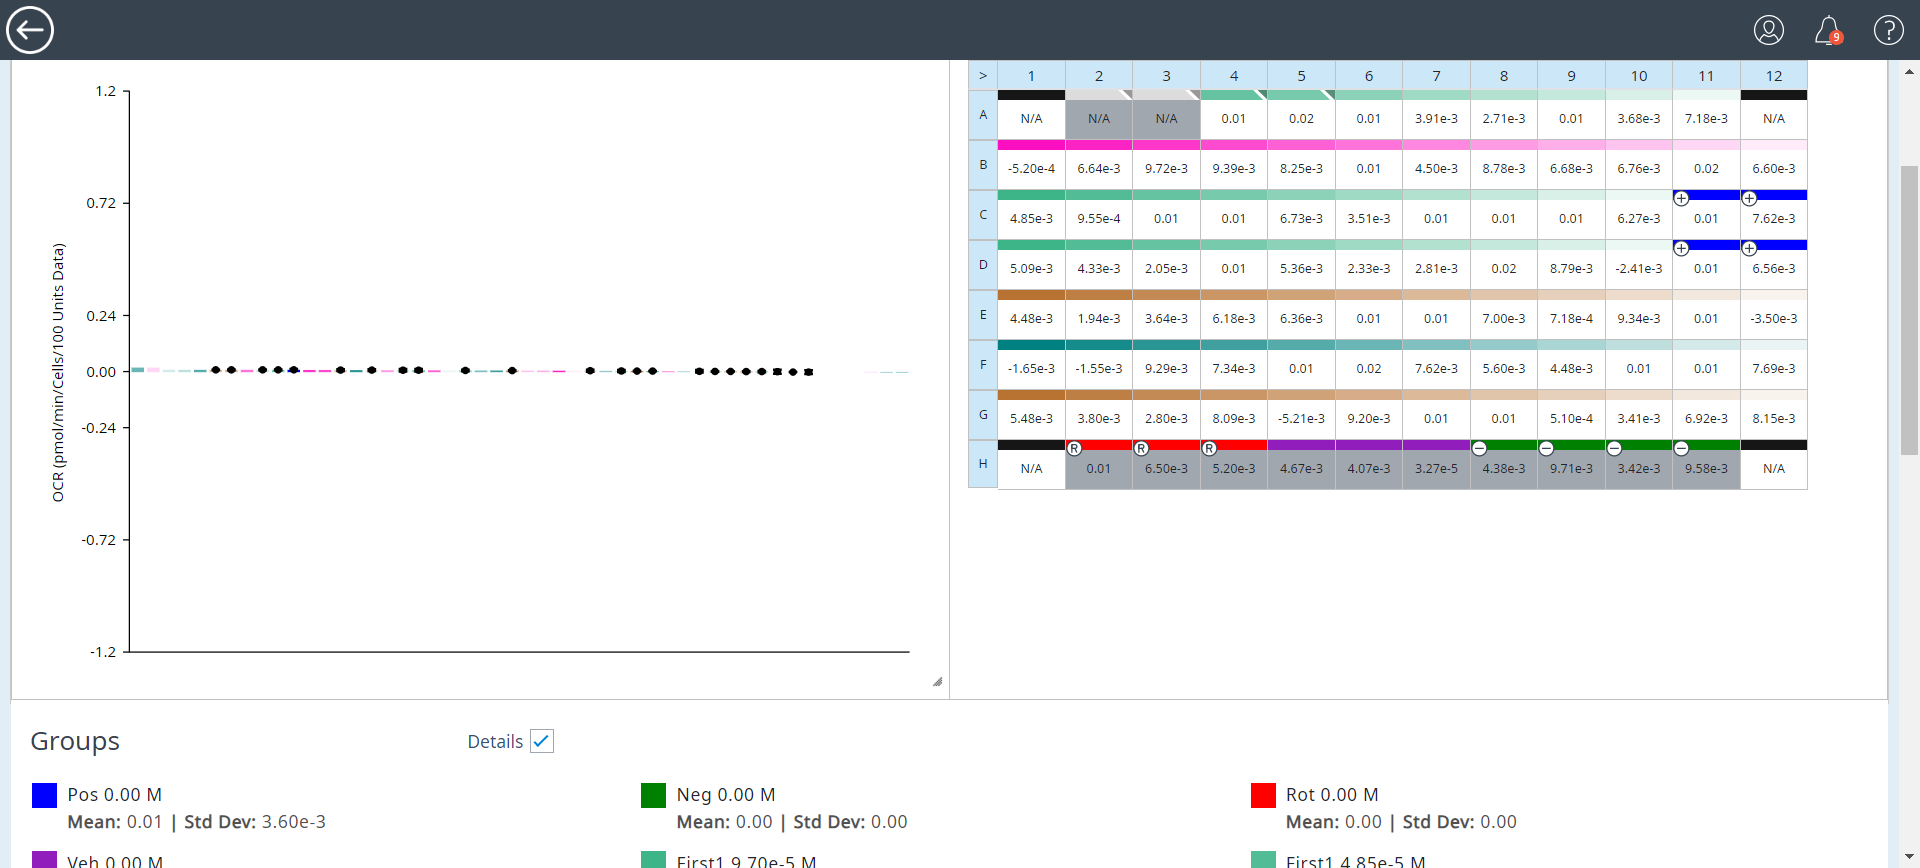 9
1.2
0.72
0.24
0.00
-0.24
-0.72
-1.2
OCR (pmol/min/Cells/100 Units Data)
> 1 2 3 4 5 6 7 8 9 10 11 12
A N/A N/A N/A 0.01 0.02 0.01 3.91e-3 2.71e-3 0.01 3.68e-3 7.18e-3 N/A
B -5.20e-4 6.64e-3 9.72e-3 9.39e-3 8.25e-3 0.01 4.50e-3 8.78e-3 6.68e-3 6.76e-3 0.02 6.60e-3
C 4.85e-3 9.55e-4 0.01 0.01 6.73e-3 3.51e-3 0.01 0.01 0.01 6.27e-3 0.01 7.62e-3
D 5.09e-3 4.33e-3 2.05e-3 0.01 5.36e-3 2.33e-3 2.81e-3 0.02 8.79e-3 -2.41e-3 0.01 6.56e-3
E 4.48e-3 1.94e-3 3.64e-3 6.18e-3 6.36e-3 0.01 0.01 7.00e-3 7.18e-4 9.34e-3 0.01 -3.50e-3
F -1.65e-3 -1.55e-3 9.29e-3 7.34e-3 0.01 0.02 7.62e-3 5.60e-3 4.48e-3 0.01 0.01 7.69e-3
G 5.48e-3 3.80e-3 2.80e-3 8.09e-3 -5.21e-3 9.20e-3 0.01 0.01 5.10e-4 3.41e-3 6.92e-3 8.15e-3
R R R
H N/A 0.01 6.50e-3 5.20e-3 4.67e-3 4.07e-3 3.27e-5 4.38e-3 9.71e-3 3.42e-3 9.58e-3 N/A
Groups
Details
Pos 0.00 M
Mean: 0.01 | Std Dev: 3.60e-3
Neg 0.00 M
Mean: 0.00 | Std Dev: 0.00
Rot 0.00 M
Mean: 0.00 | Std Dev: 0.00
Veh 0.00 M
First1 9.70e-5 M
First1 4.85e-5 M